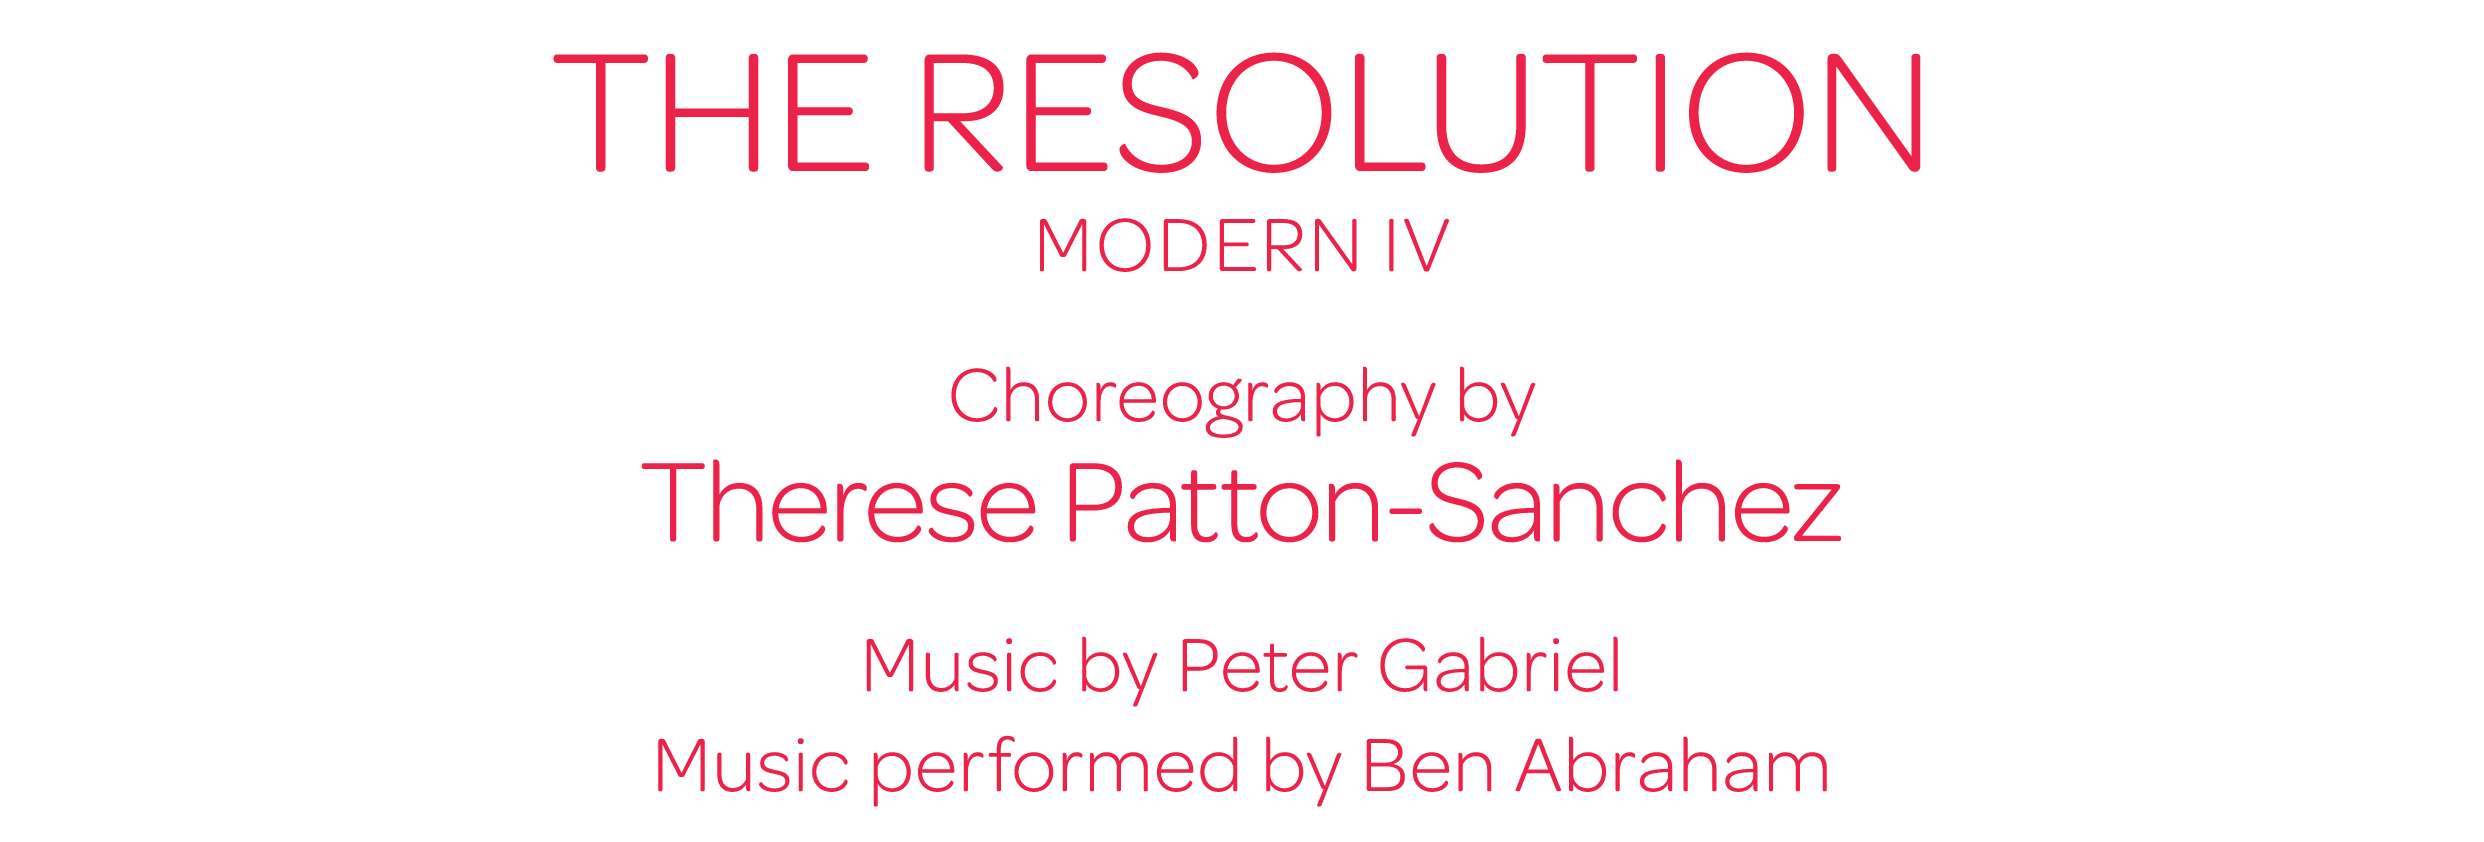 THE RESOLUTION
MODERN IV
Choreography by
Therese Patton-Sanchez
Music by Peter Gabriel
Music performed by Ben Abraham